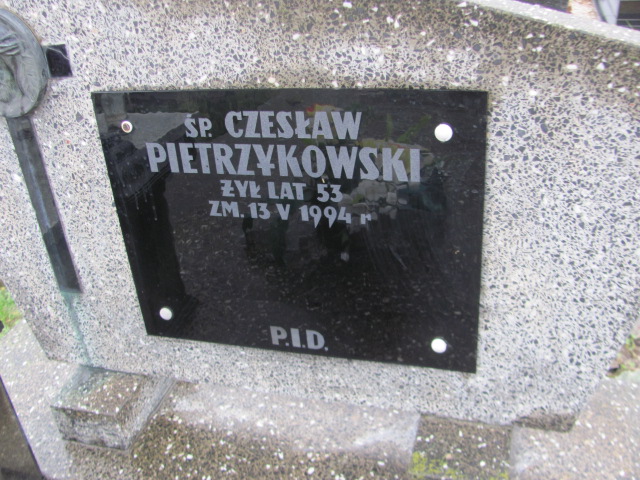 ŚP. CZESŁAW
PIETRZYKOWSKI
ŻYŁ LAT 53
ZM. 13 V 1994 r
P.I.D.